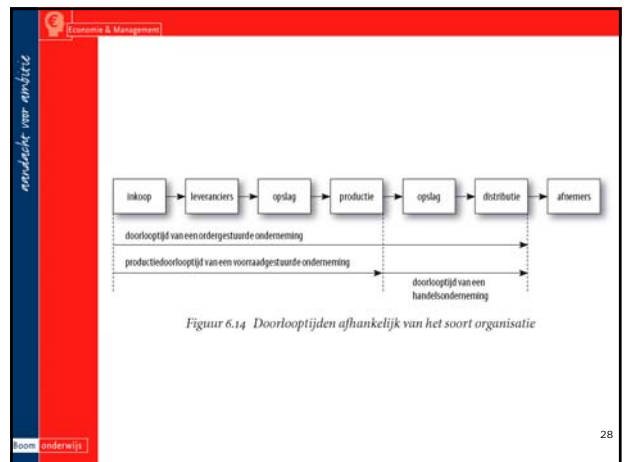 €
Economie & Management
aandacht voor ambitie
inkoop leveranciers opslag productie opslag distributie afnemers
doorlooptijd van een ordergestuurde onderneming
productiedoorlooptijd van een voorraadgestuurde onderneming
doorlooptijd van een
handelsonderneming
Figuur 6.14 Doorlooptijden afhankelijk van het soort organisatie
28
Boom onderwijs